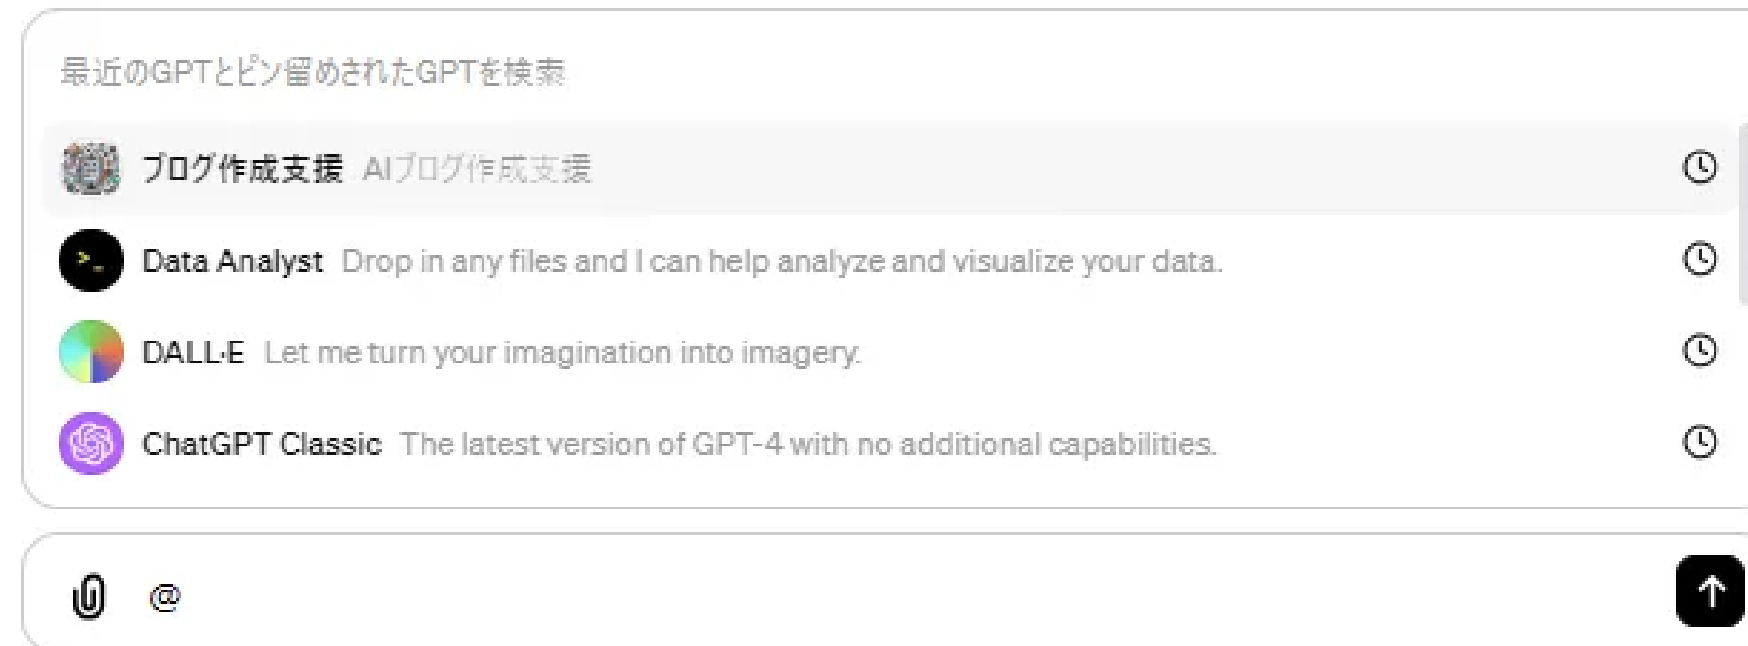 最近のGPTとピン留めされたGPTを検索
ブログ作成支援 AIブログ作成支援
>_ Data Analyst Drop in any files and I can help analyze and visualize your data.
DALL·E Let me turn your imagination into imagery.
ChatGPT Classic The latest version of GPT-4 with no additional capabilities.
@